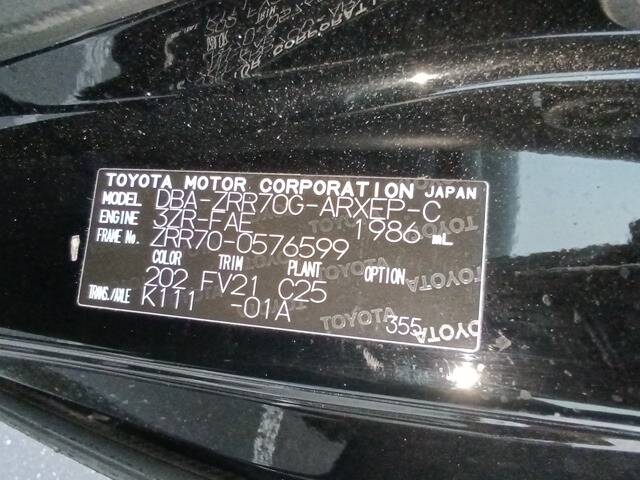 TOYOTA MOTOR CORPORATION JAPAN
MODEL DBA-ZRR70G-ARXEP-C
ENGINE 3ZR-FAE 1986 mL
FRAME No. ZRR70-0576599
COLOR TRIM PLANT OPTION
202 FV21 C25
TRANS./AXLE K111 -01A
355
TOYOTA
TOYOTA